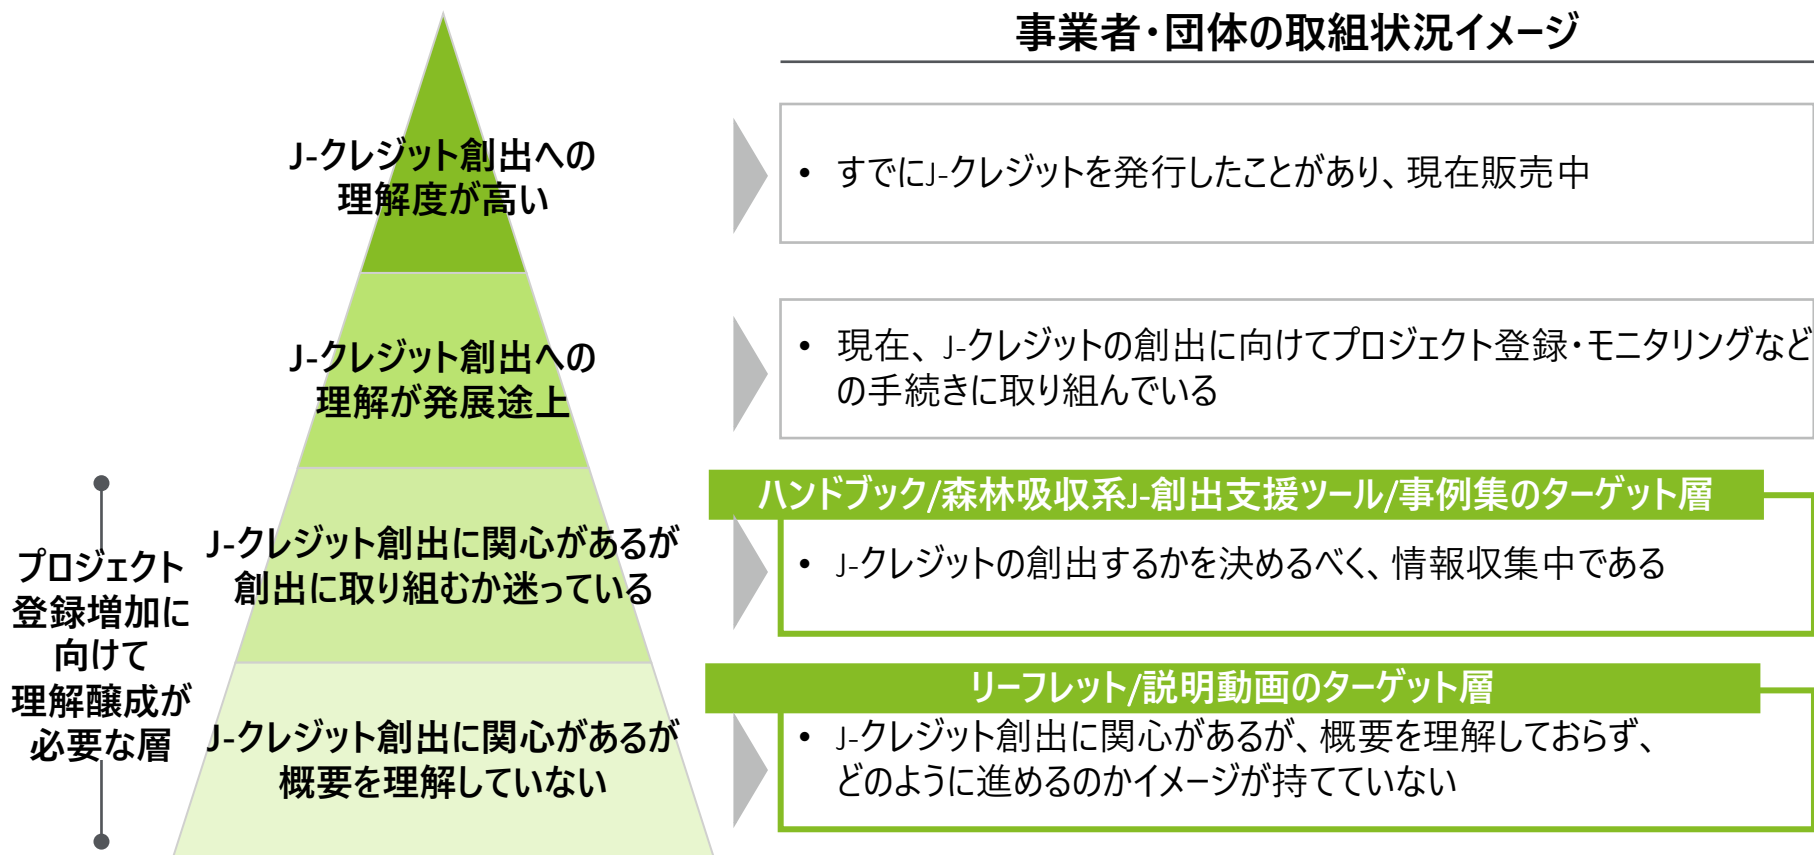 事業者・団体の取組状況イメージ
J-クレジット創出への
理解度が高い
• すでにJ-クレジットを発行したことがあり、現在販売中
J-クレジット創出への
理解が発展途上
• 現在、J-クレジットの創出に向けてプロジェクト登録・モニタリングなど
の手続きに取り組んでいる
プロジェクト
登録増加に
向けて
理解醸成が
必要な層
J-クレジット創出に関心があるが
創出に取り組むか迷っている
ハンドブック/森林吸収系J-創出支援ツール/事例集のターゲット層
• J-クレジットの創出するかを決めるべく、情報収集中である
J-クレジット創出に関心があるが
概要を理解していない
リーフレット/説明動画のターゲット層
• J-クレジット創出に関心があるが、概要を理解しておらず、
どのように進めるのかイメージが持てていない